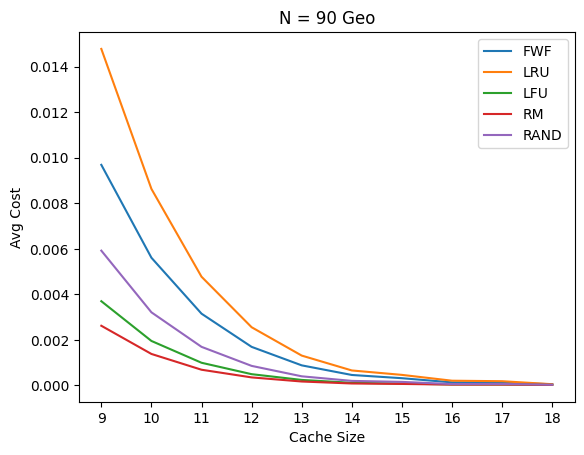 N = 90 Geo
FWF
LRU
LFU
RM
RAND
Avg Cost
0.014
0.012
0.010
0.008
0.006
0.004
0.002
0.000
9 10 11 12 13 14 15 16 17 18
Cache Size